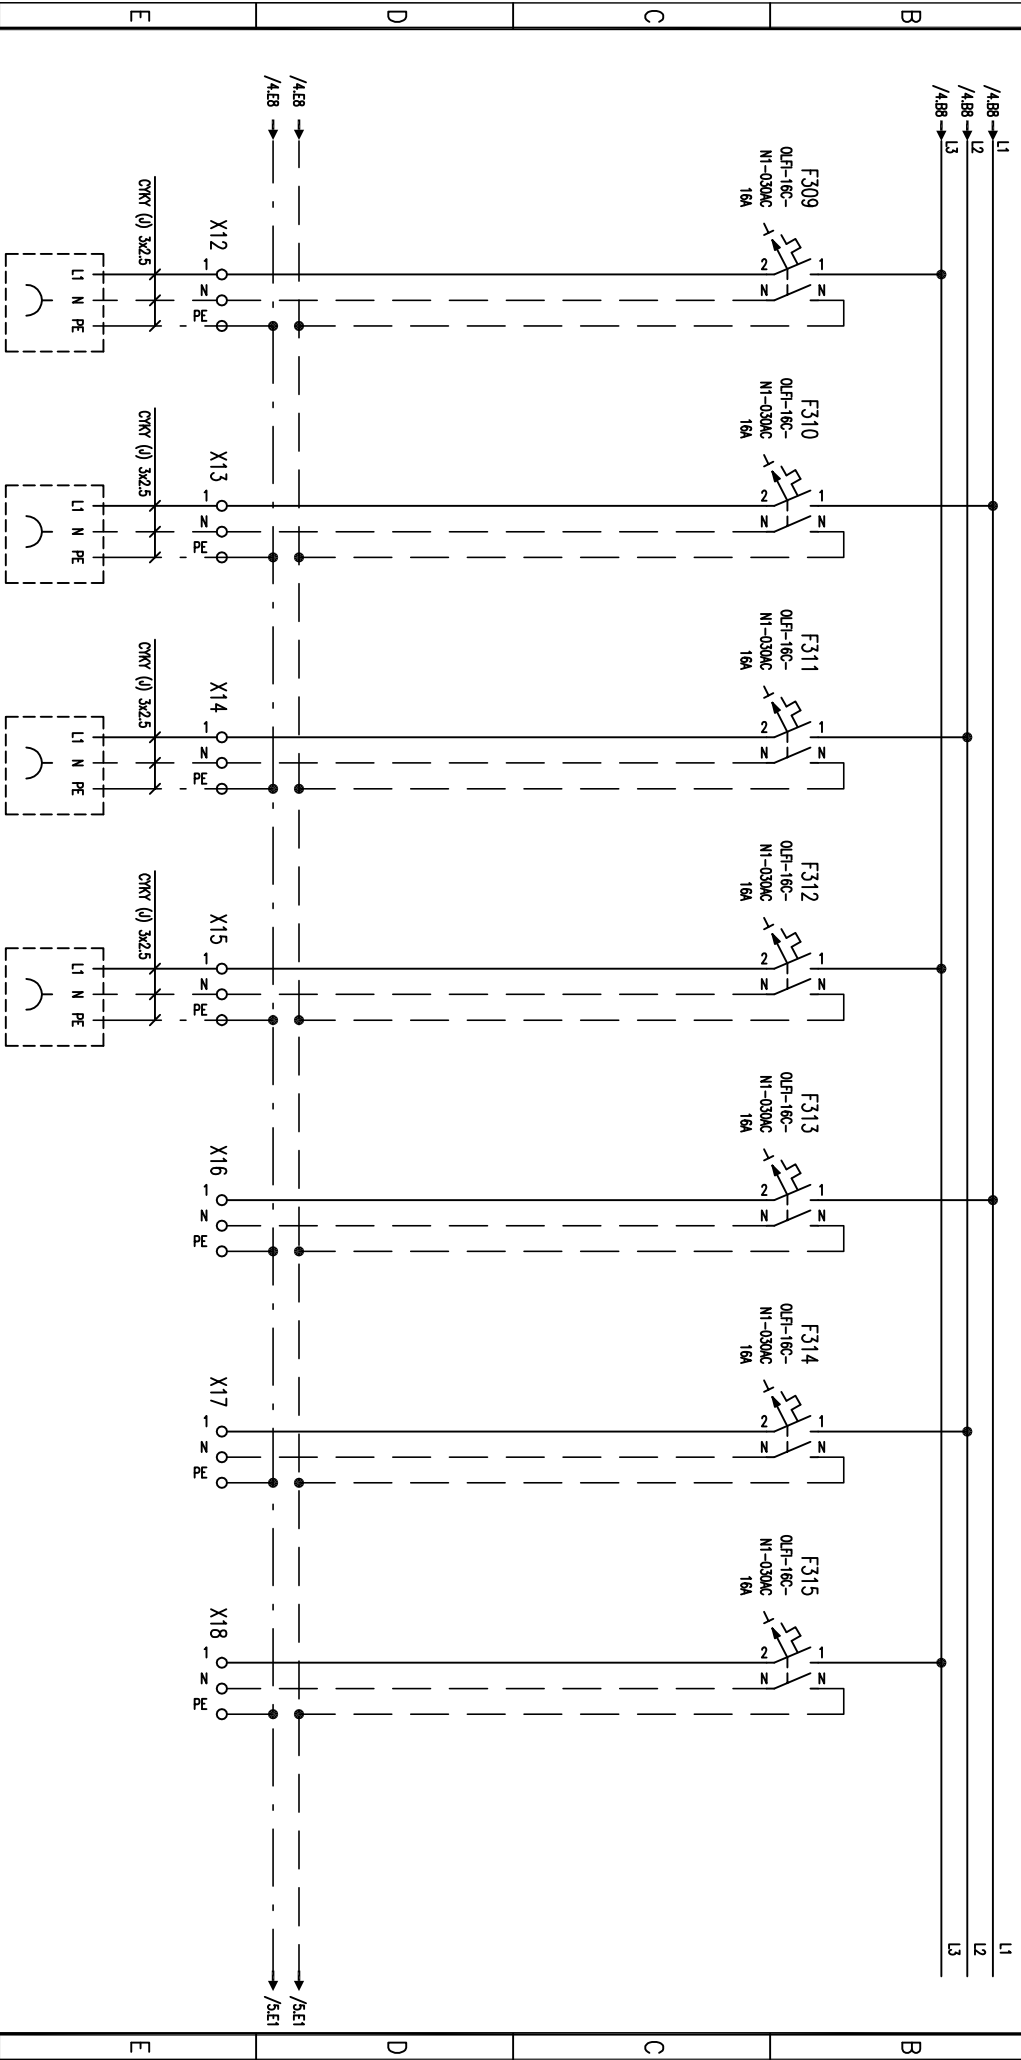 B
C
D
E
/4.B8
L1
/4.B8
L2
/4.B8
L3
L1
L2
L3
F309
OLFI-16C-
N1-030AC
16A
1
N
2
N
F310
OLFI-16C-
N1-030AC
16A
1
N
2
N
F311
OLFI-16C-
N1-030AC
16A
1
N
2
N
F312
OLFI-16C-
N1-030AC
16A
1
N
2
N
F313
OLFI-16C-
N1-030AC
16A
1
N
2
N
F314
OLFI-16C-
N1-030AC
16A
1
N
2
N
F315
OLFI-16C-
N1-030AC
16A
1
N
2
N
/4.E8
/4.E8
/5.E1
/5.E1
X12
1
N
PE
X13
1
N
PE
X14
1
N
PE
X15
1
N
PE
X16
1
N
PE
X17
1
N
PE
X18
1
N
PE
CYKY (J) 3x2.5
L1 N PE
CYKY (J) 3x2.5
L1 N PE
CYKY (J) 3x2.5
L1 N PE
CYKY (J) 3x2.5
L1 N PE
B
C
D
E